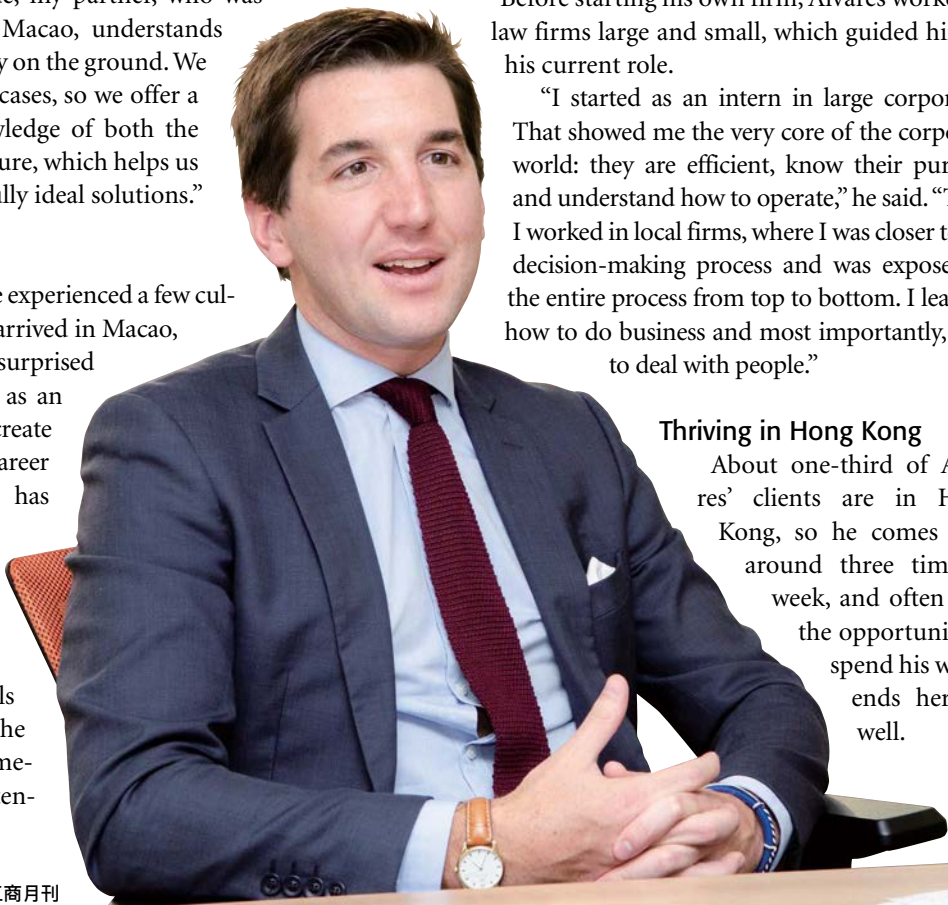 my partner, who was
Macao, understands
y on the ground. We
cases, so we offer a
wledge of both the
ure, which helps us
ully ideal solutions.”
e experienced a few cul-
arrived in Macao,
surprised
as an
create
areer
has
ls
he
me-
ten-
工商月刊
Before starting his own firm, Alvares worke
law firms large and small, which guided hi
his current role.
“I started as an intern in large corpor
That showed me the very core of the corpo
world: they are efficient, know their pur
and understand how to operate,” he said. “T
I worked in local firms, where I was closer t
decision-making process and was expose
the entire process from top to bottom. I lea
how to do business and most importantly,
to deal with people.”
Thriving in Hong Kong
About one-third of A
res’ clients are in H
Kong, so he comes
around three tim
week, and often
the opportuni
spend his w
ends her
well.